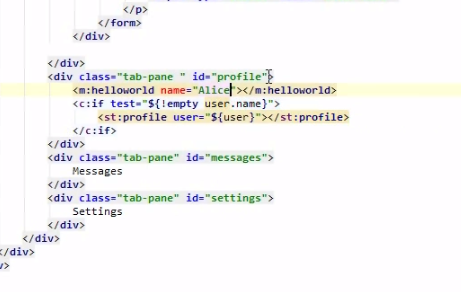 </p>
</form>
</div>
</div>
<div class="tab-pane " id="profile">
<m:helloworld name="Alice"></m:helloworld>
<c:if test="${!empty user.name}">
<st:profile user="${user}"></st:profile>
</c:if>
</div>
<div class="tab-pane" id="messages">
Messages
</div>
<div class="tab-pane" id="settings">
Settings
</div>
</div>
</div>
>